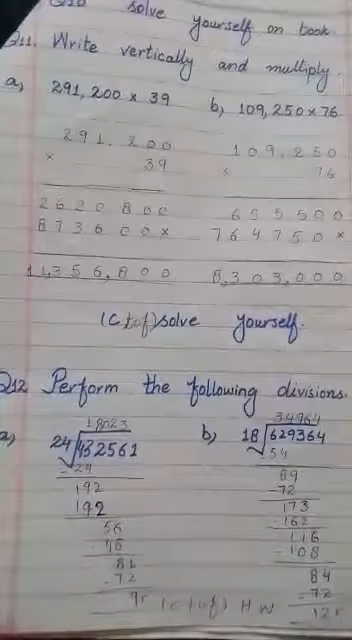 Q10 solve yourself on book.
Q11. Write vertically and multiply.
a, 291,200 x 39 b, 109,250 x 76
291,200 109,250
x 39 x 76
2620800 655500
873600x 764750x
11,356,800 8,303,000
(C to f) solve yourself.
Q12 Perform the following divisions.
18023 34964
a) 24√432561 b) 18√629364
-24 54
192 89
192 -72
56 173
48 -162
81 116
-72 -108
9r (c to f) H w 84
-72
12r